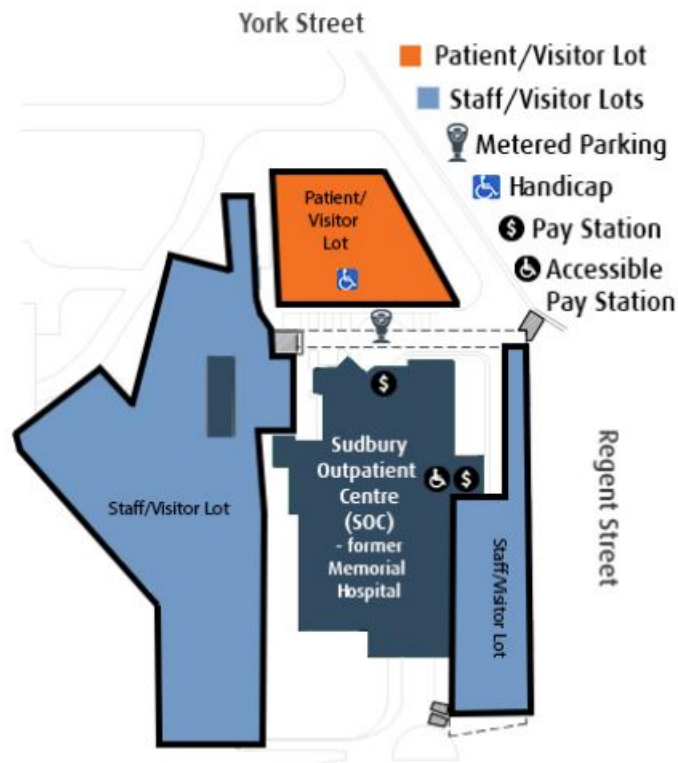 York Street
Patient/Visitor Lot
Staff/Visitor Lots
Metered Parking
Handicap
$ Pay Station
Accessible
Pay Station
Patient/
Visitor
Lot
$
Sudbury
Outpatient
Centre
(SOC)
- former
Memorial
Hospital
$
Staff/Visitor Lot
Staff/Visitor Lot
Regent Street